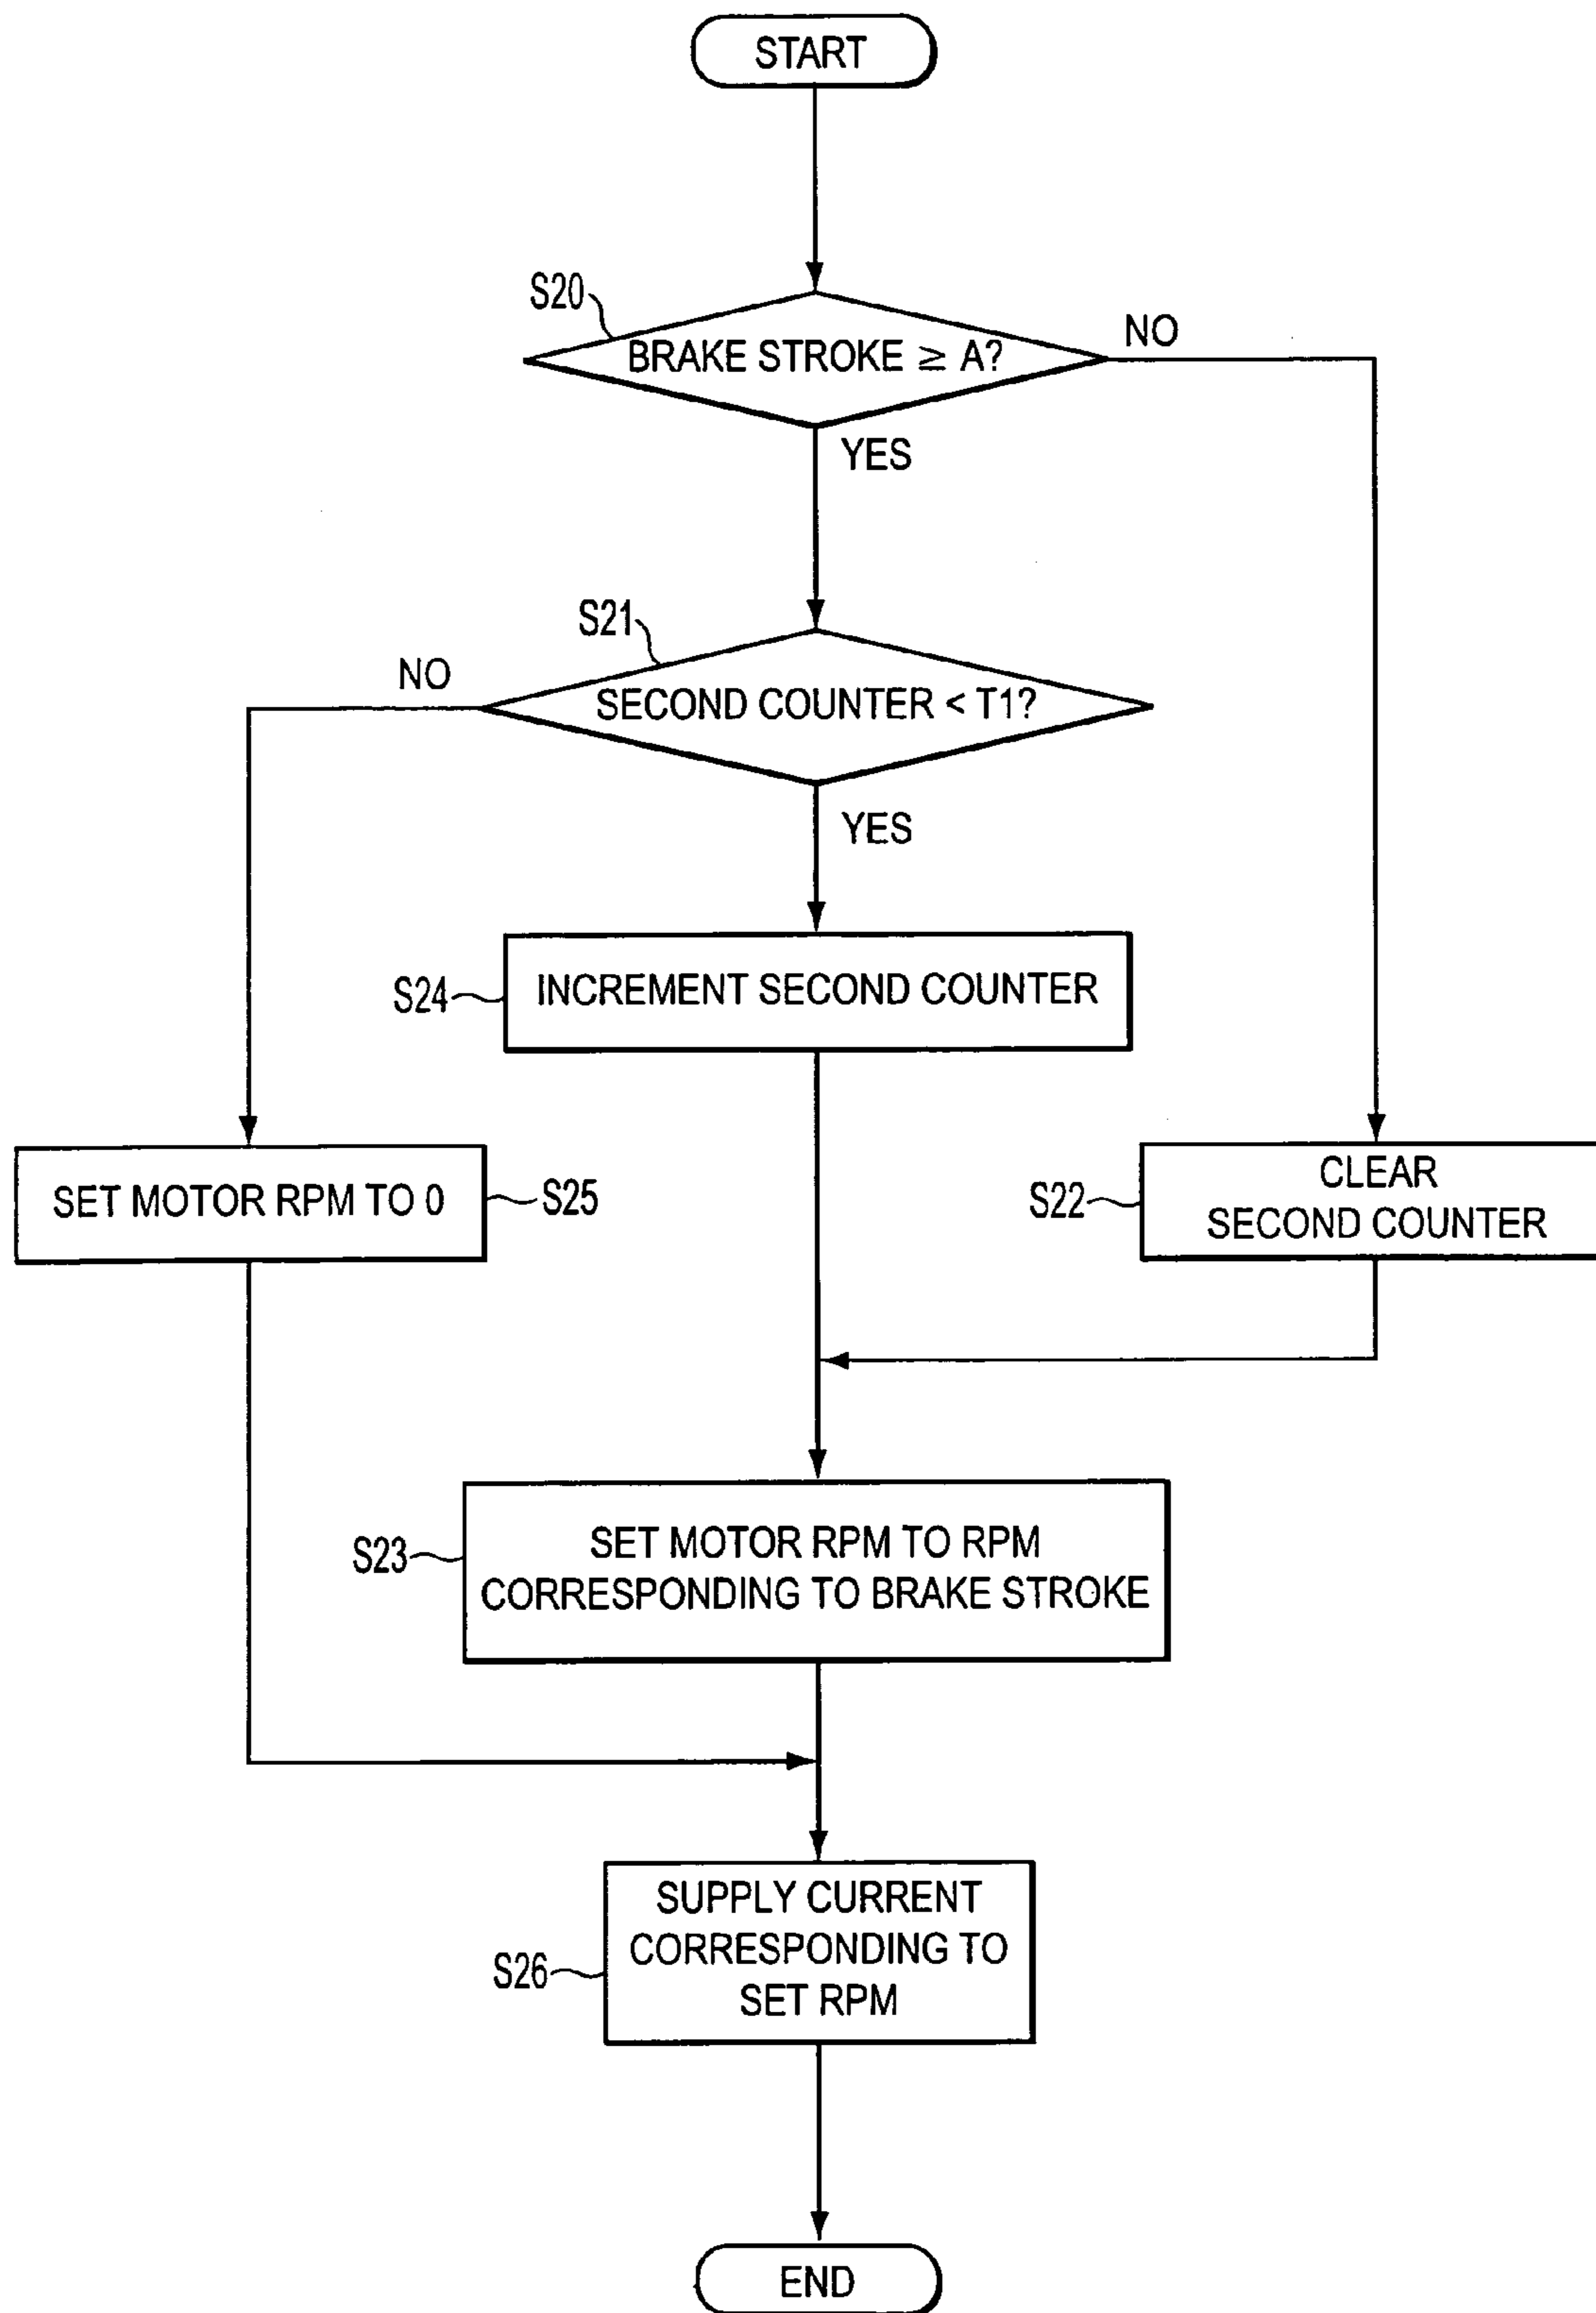 START
S20
BRAKE STROKE ≥ A?
NO
YES
S21
NO
SECOND COUNTER < T1?
YES
S24
INCREMENT SECOND COUNTER
SET MOTOR RPM TO 0
S25
S22
CLEAR
SECOND COUNTER
S23
SET MOTOR RPM TO RPM
CORRESPONDING TO BRAKE STROKE
S26
SUPPLY CURRENT
CORRESPONDING TO
SET RPM
END